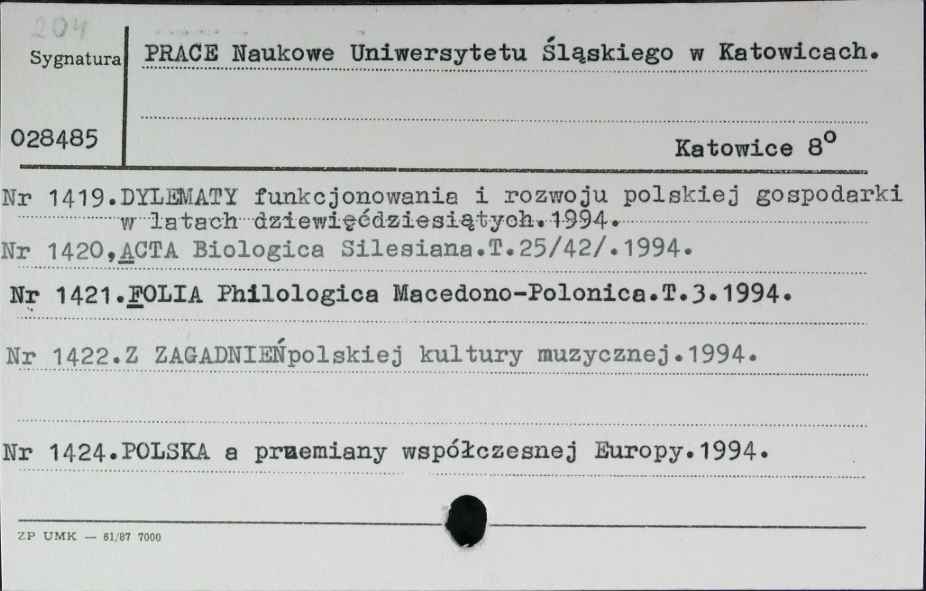 204
Sygnatura
PRACE Naukowe Uniwersytetu Śląskiego w Katowicach.
028485
Katowice 8°
Nr 1419.DYLEMATY funkcjonowania i rozwoju polskiej gospodarki
w latach dziewięćdziesiątych.1994.
Nr 1420,ACTA Biologica Silesiana.T.25/42/.1994.
Nr 1421.FOLIA Philologica Macedono-Polonica.T.3.1994.
Nr 1422.Z ZAGADNIEŃpolskiej kultury muzycznej.1994.
Nr 1424.POLSKA a przemiany współczesnej Europy.1994.
ZP UMK — 61/87 7000